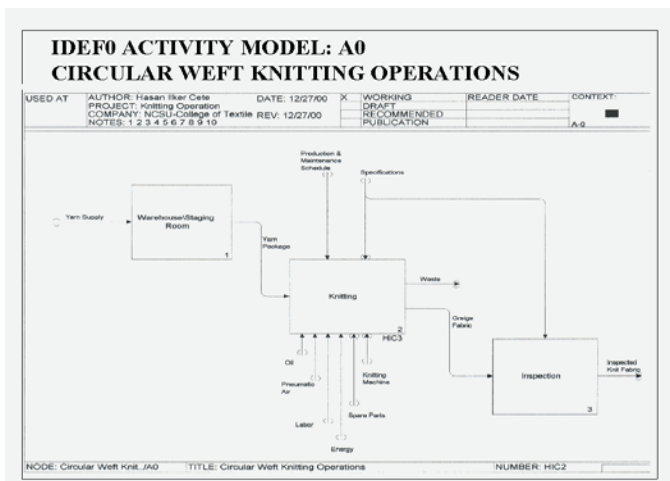 IDEF0 ACTIVITY MODEL: A0
CIRCULAR WEFT KNITTING OPERATIONS
USED AT
AUTHOR: Hasan Ilker Cete
DATE: 12/27/00
X
WORKING
READER DATE
CONTEXT:
PROJECT: Knitting Operation
DRAFT
COMPANY: NCSU-College of Textile
REV: 12/27/00
RECOMMENDED
NOTES: 1 2 3 4 5 6 7 8 9 10
PUBLICATION
A-0
Production &
Maintenance
Schedule
Specifications
Yarn Supply
Warehouse\Staging
Room
1
Yarn
Package
Knitting
2
HIC3
Waste
Greige
Fabric
Oil
Pneumatic
Air
Labor
Energy
Spare Parts
Knitting
Machine
Inspection
3
Inspected
Knit Fabric
NODE: Circular Weft Knit../A0
TITLE: Circular Weft Knitting Operations
NUMBER: HIC2